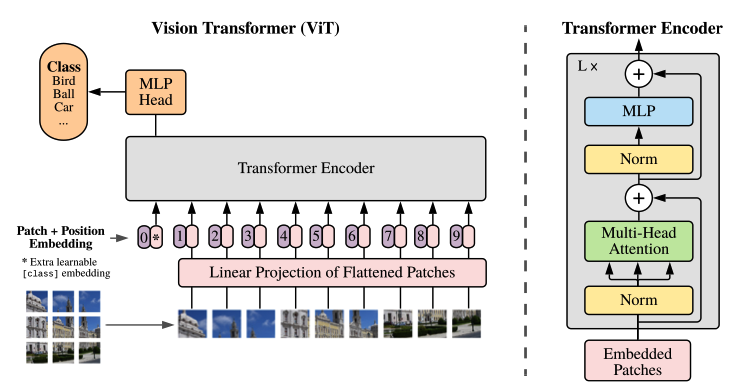 Vision Transformer (ViT)
Class
Bird
Ball
Car
...
MLP
Head
Transformer Encoder
Patch + Position
Embedding
0 * 1 2 3 4 5 6 7 8 9
* Extra learnable
[class] embedding
Linear Projection of Flattened Patches
Transformer Encoder
L ×
+
MLP
Norm
+
Multi-Head
Attention
Norm
Embedded
Patches